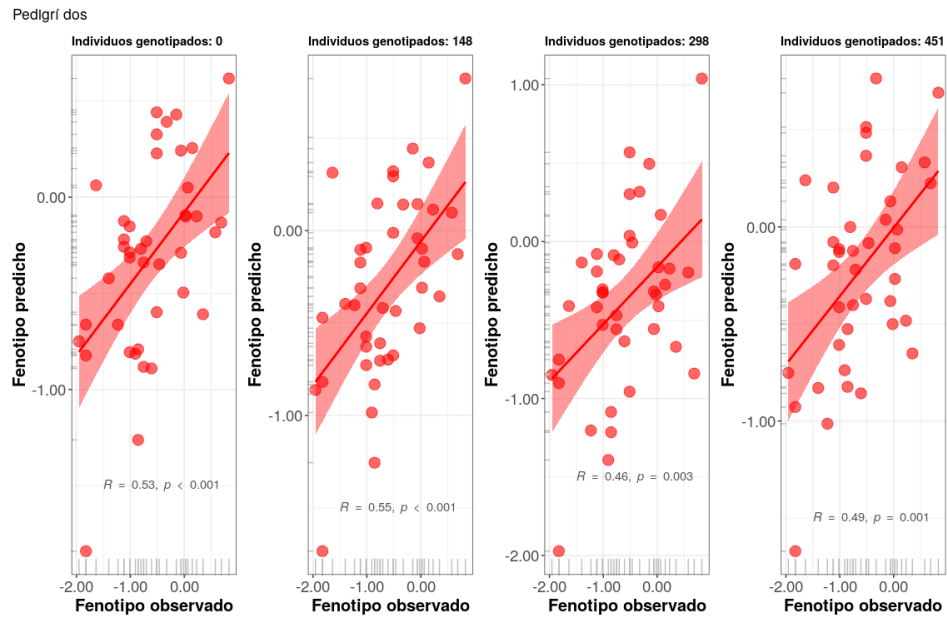 Pedigrí dos
Individuos genotipados: 0
Individuos genotipados: 148
Individuos genotipados: 298
Individuos genotipados: 451
Fenotipo predicho
0.00
-1.00
R = 0.53, p < 0.001
-2.00 -1.00 0.00
Fenotipo observado
Fenotipo predicho
0.00
-1.00
R = 0.55, p < 0.001
-2.00 -1.00 0.00
Fenotipo observado
Fenotipo predicho
1.00
0.00
-1.00
-2.00
R = 0.46, p = 0.003
-2.00 -1.00 0.00
Fenotipo observado
Fenotipo predicho
0.00
-1.00
R = 0.49, p = 0.001
-2.00 -1.00 0.00
Fenotipo observado